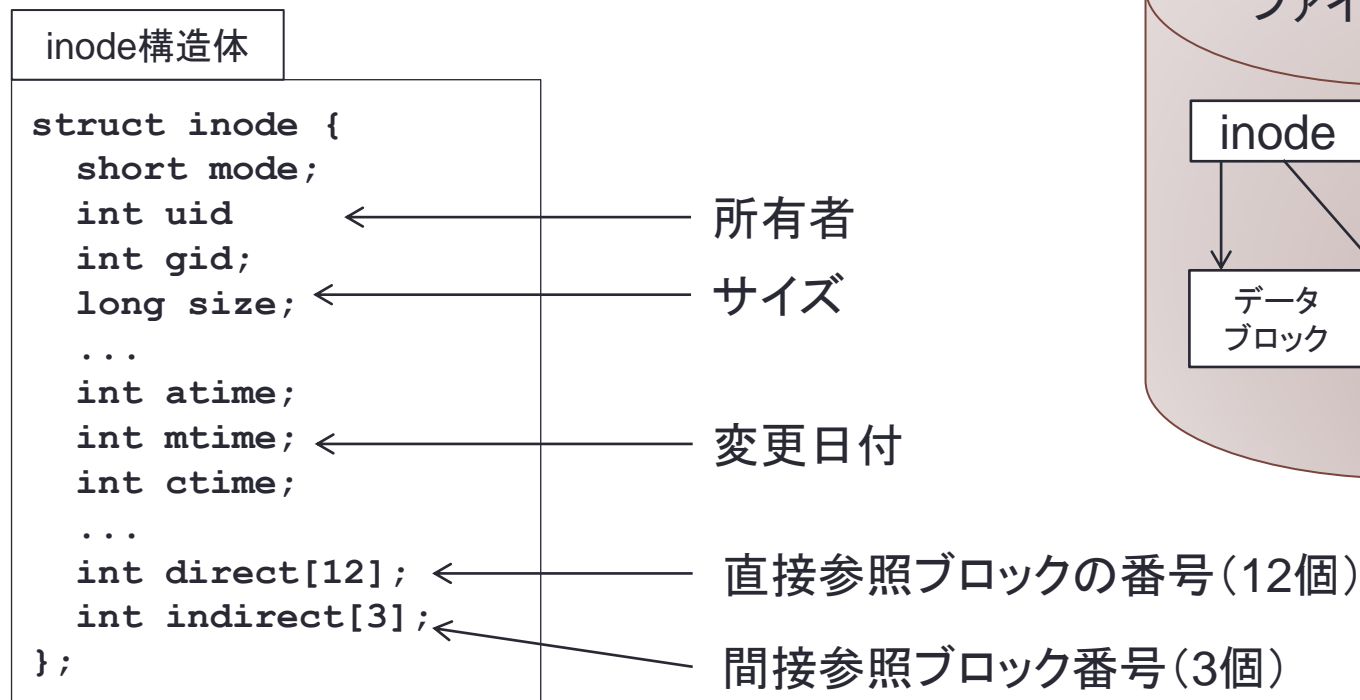 inode構造体
struct inode {
short mode;
int uid
int gid;
long size;
...
int atime;
int mtime;
int ctime;
...
int direct[12];
int indirect[3];
};
所有者
サイズ
変更日付
直接参照ブロックの番号(12個)
間接参照ブロック番号(3個)
ファイ
inode
データ
ブロック